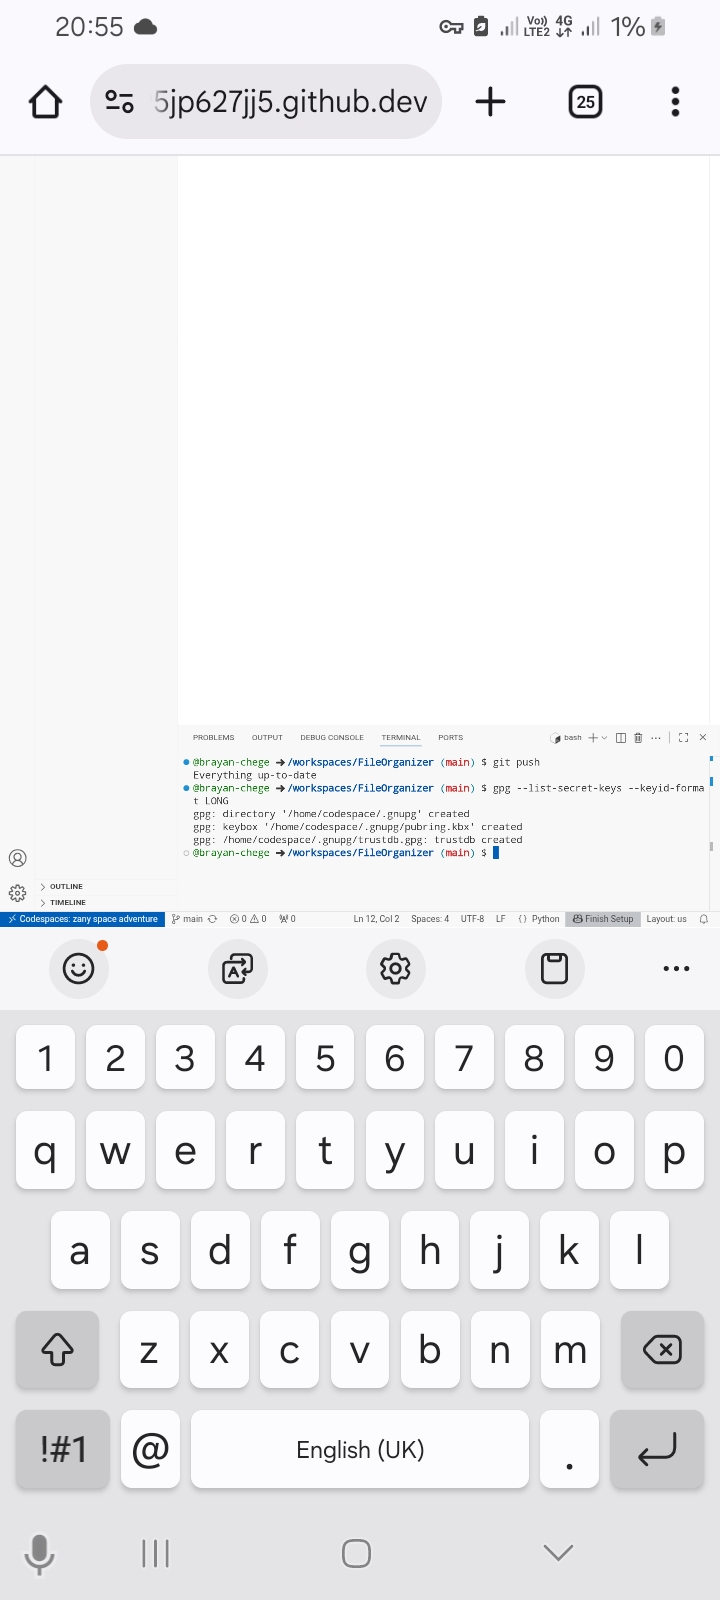 20:55
Vo)) LTE2 4G 1%
5jp627jj5.github.dev
25
PROBLEMS OUTPUT DEBUG CONSOLE TERMINAL PORTS
bash
@brayan-chege ➜ /workspaces/FileOrganizer (main) $ git push
Everything up-to-date
@brayan-chege ➜ /workspaces/FileOrganizer (main) $ gpg --list-secret-keys --keyid-forma
t LONG
gpg: directory '/home/codespace/.gnupg' created
gpg: keybox '/home/codespace/.gnupg/pubring.kbx' created
gpg: /home/codespace/.gnupg/trustdb.gpg: trustdb created
@brayan-chege ➜ /workspaces/FileOrganizer (main) $
OUTLINE
TIMELINE
Codespaces: zany space adventure main 0 0 0 Ln 12, Col 2 Spaces: 4 UTF-8 LF {} Python Finish Setup Layout: us
1 2 3 4 5 6 7 8 9 0
q w e r t y u i o p
a s d f g h j k l
z x c v b n m
!#1 @ English (UK) .